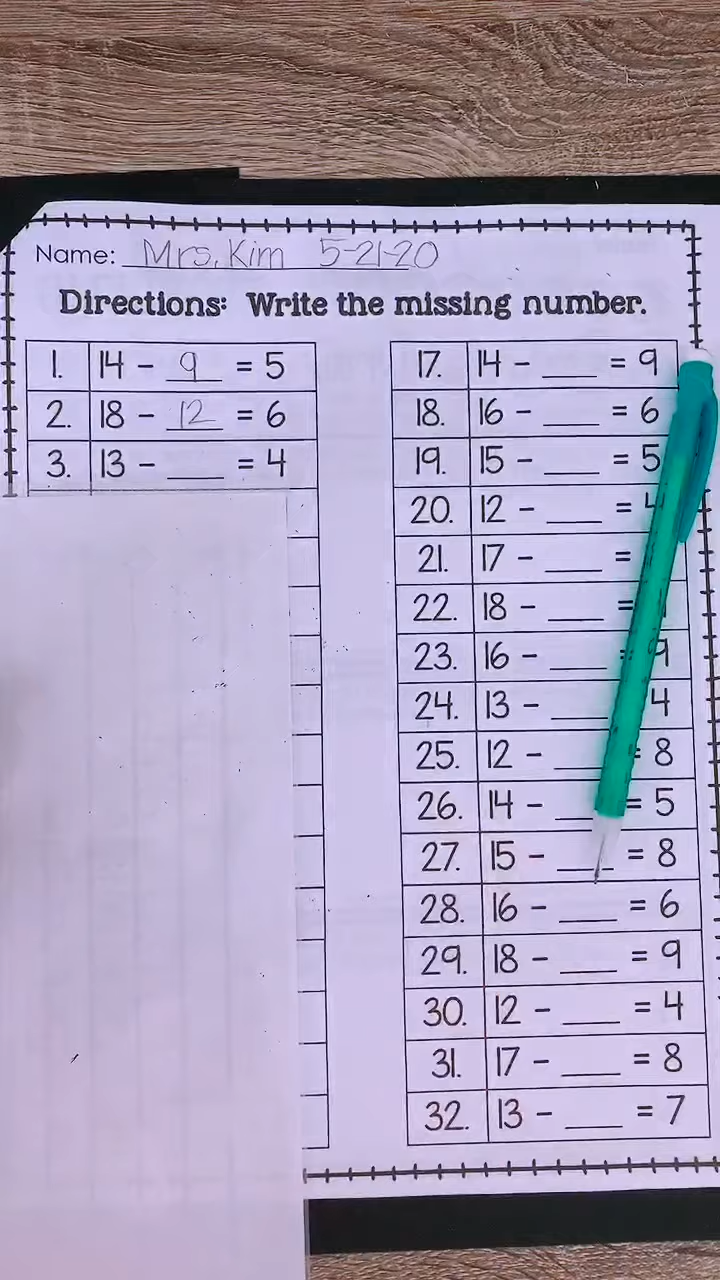 Name: Mrs. Kim 5-21-20
Directions: Write the missing number.
1. 14 - 9 = 5
2. 18 - 12 = 6
3. 13 - ___ = 4
17. 14 - ___ = 9
18. 16 - ___ = 6
19. 15 - ___ = 5
20. 12 - ___ = 4
21. 17 - ___ =
22. 18 - ___ =
23. 16 - ___ = 9
24. 13 - ___ 4
25. 12 - ___ = 8
26. 14 - ___ = 5
27. 15 - ___ = 8
28. 16 - ___ = 6
29. 18 - ___ = 9
30. 12 - ___ = 4
31. 17 - ___ = 8
32. 13 - ___ = 7